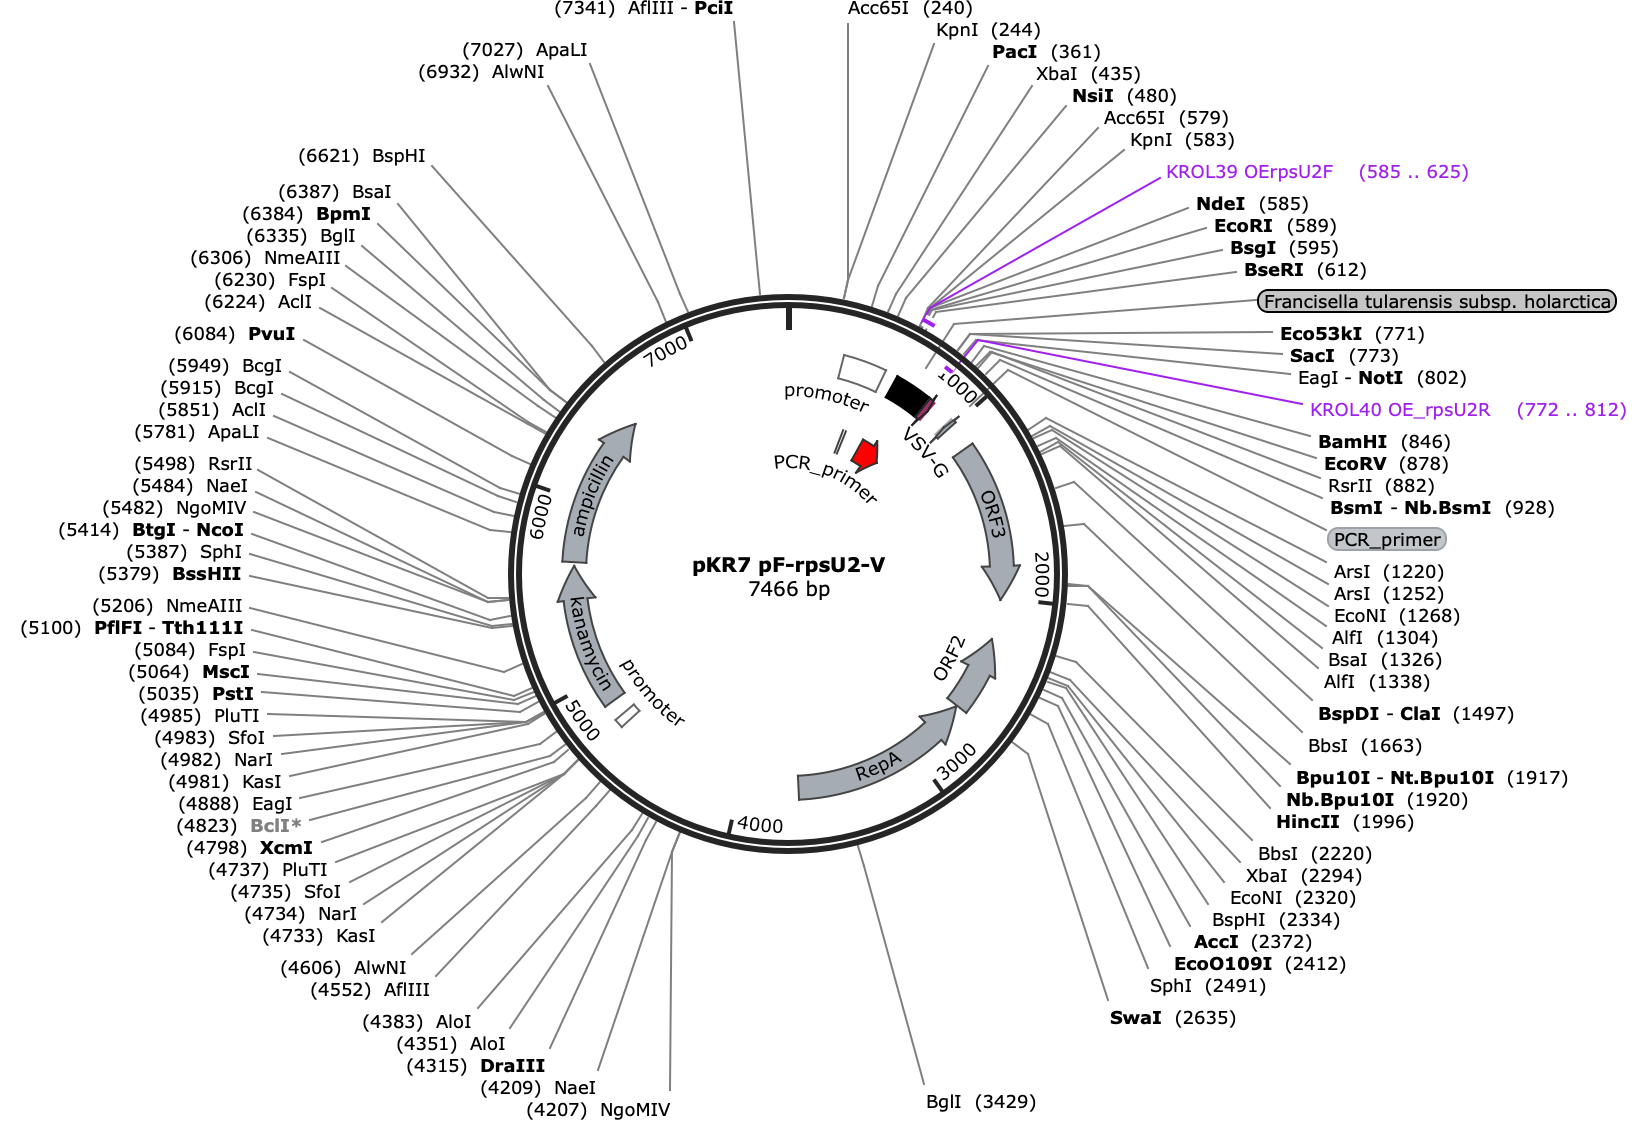 (7341) AflIII - PciI
(7027) ApaLI
(6932) AlwNI
(6621) BspHI
(6387) BsaI
(6384) BpmI
(6335) BglI
(6306) NmeAIII
(6230) FspI
(6224) AclI
(6084) PvuI
(5949) BcgI
(5915) BcgI
(5851) AclI
(5781) ApaLI
(5498) RsrII
(5484) NaeI
(5482) NgoMIV
(5414) BtgI - NcoI
(5387) SphI
(5379) BssHII
(5206) NmeAIII
(5100) PflFI - Tth111I
(5084) FspI
(5064) MscI
(5035) PstI
(4985) PluTI
(4983) SfoI
(4982) NarI
(4981) KasI
(4888) EagI
(4823) BclI*
(4798) XcmI
(4737) PluTI
(4735) SfoI
(4734) NarI
(4733) KasI
(4606) AlwNI
(4552) AflIII
(4383) AloI
(4351) AloI
(4315) DraIII
(4209) NaeI
(4207) NgoMIV
Acc65I (240)
KpnI (244)
PacI (361)
XbaI (435)
NsiI (480)
Acc65I (579)
KpnI (583)
KROL39 OErpsU2F (585 .. 625)
NdeI (585)
EcoRI (589)
BsgI (595)
BseRI (612)
Francisella tularensis subsp. holarctica
Eco53kI (771)
SacI (773)
EagI - NotI (802)
KROL40 OE_rpsU2R (772 .. 812)
BamHI (846)
EcoRV (878)
RsrII (882)
BsmI - Nb.BsmI (928)
PCR_primer
ArsI (1220)
ArsI (1252)
EcoNI (1268)
AlfI (1304)
BsaI (1326)
AlfI (1338)
BspDI - ClaI (1497)
BbsI (1663)
Bpu10I - Nt.Bpu10I (1917)
Nb.Bpu10I (1920)
HincII (1996)
BbsI (2220)
XbaI (2294)
EcoNI (2320)
BspHI (2334)
AccI (2372)
EcoO109I (2412)
SphI (2491)
SwaI (2635)
BglI (3429)
1000
2000
3000
4000
5000
6000
7000
promoter
VSV-G
PCR_primer
ORF3
ORF2
RepA
promoter
kanamycin
ampicillin
pKR7 pF-rpsU2-V
7466 bp